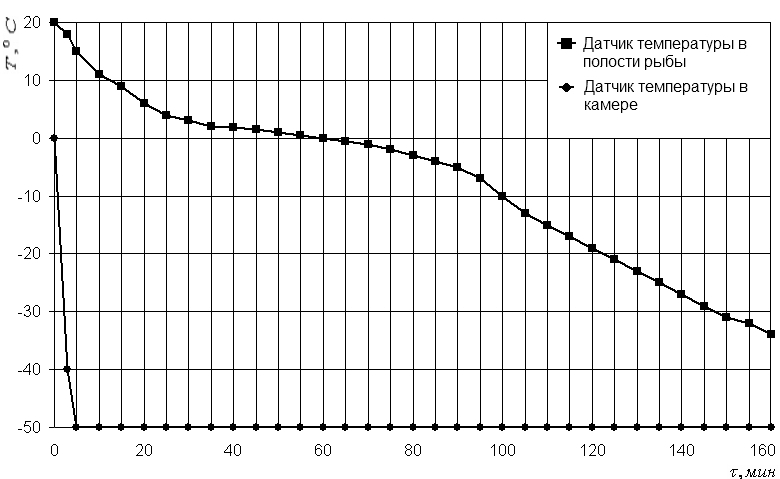 T,°C
20
10
0
-10
-20
-30
-40
-50
Датчик температуры в
полости рыбы
Датчик температуры в
камере
0 20 40 60 80 100 120 140 160
τ, мин